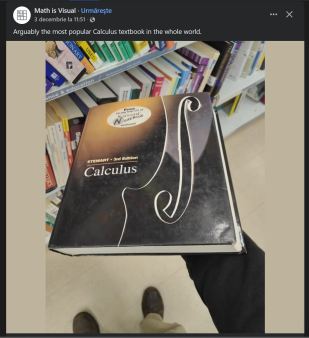 Math is Visual · Urmărește
3 decembrie la 11:51 ·
Arguably the most popular Calculus textbook in the whole world.
STEWART • 3rd Edition
Calculus